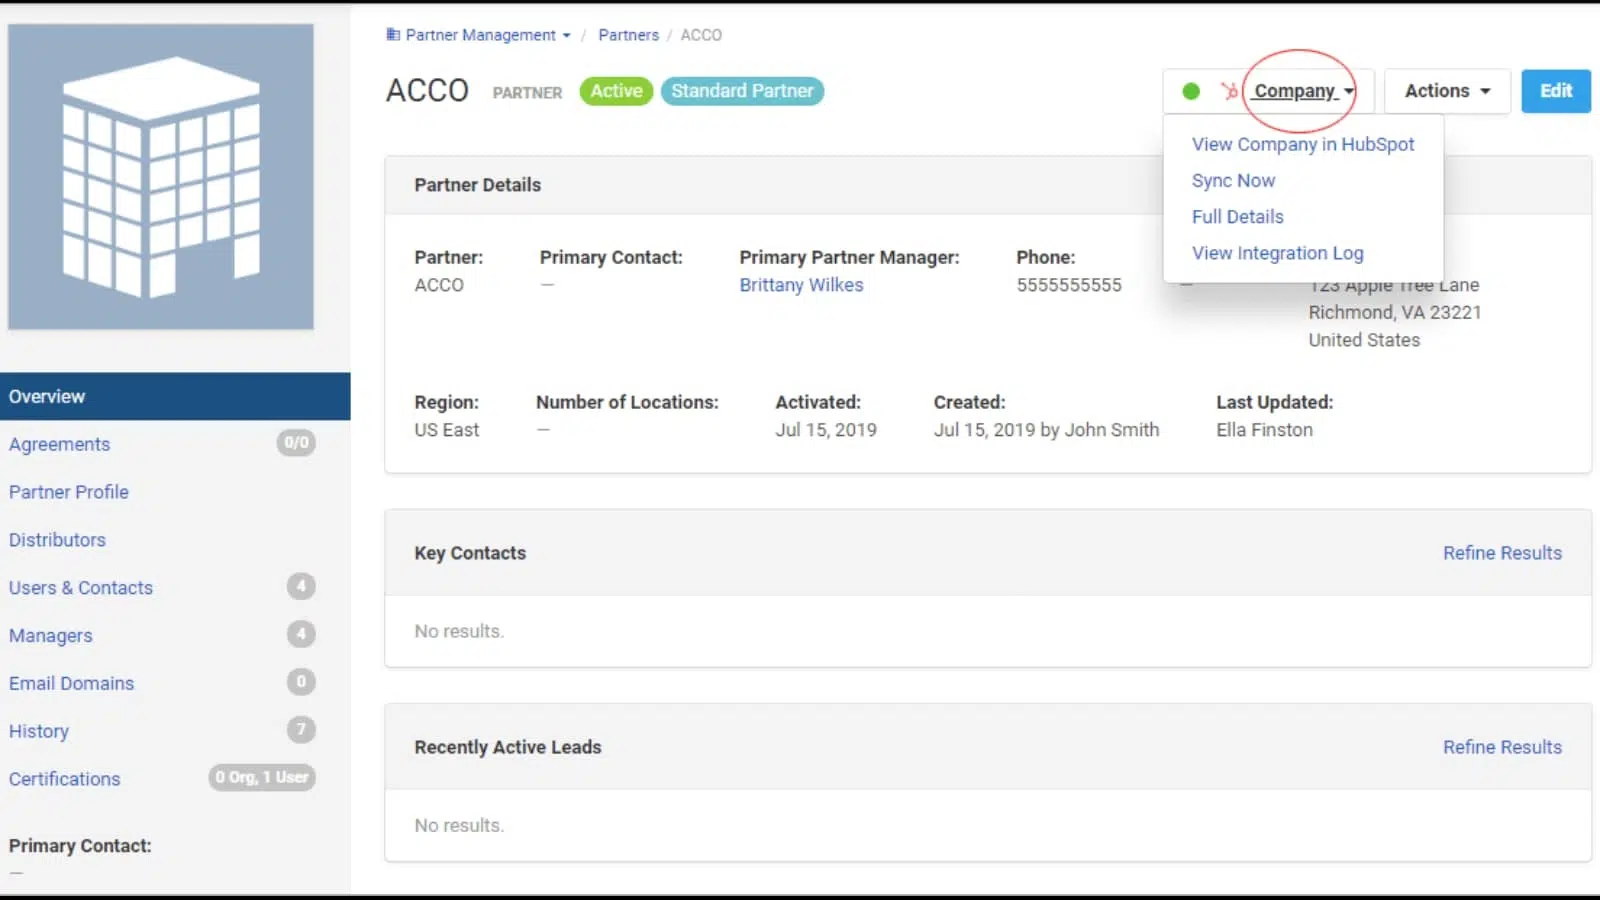 Partner Management / Partners / ACCO
ACCO PARTNER Active Standard Partner
Company Actions Edit
View Company in HubSpot
Sync Now
Full Details
View Integration Log
Partner Details
Partner: Primary Contact: Primary Partner Manager: Phone:
ACCO — Brittany Wilkes 5555555555 — 123 Apple Tree Lane
Richmond, VA 23221
United States
Region: Number of Locations: Activated: Created: Last Updated:
US East — Jul 15, 2019 Jul 15, 2019 by John Smith Ella Finston
Key Contacts Refine Results
No results.
Recently Active Leads Refine Results
No results.
Overview
Agreements 0/0
Partner Profile
Distributors
Users & Contacts 4
Managers 4
Email Domains 0
History 7
Certifications 0 Org, 1 User
Primary Contact:
—